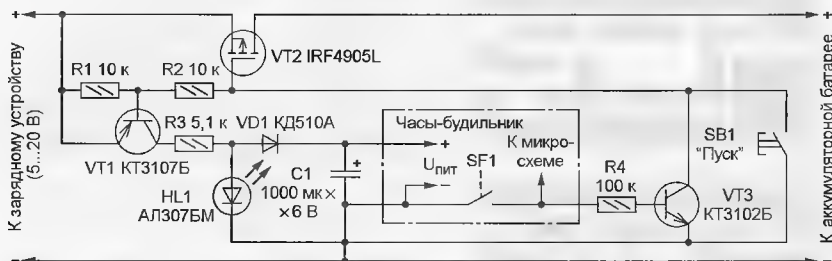 К зарядному устройству
(5...20 В)
VT2 IRF4905L
R1 10 к
R2 10 к
R3 5,1 к
VD1 КД510А
VT1 КТ3107Б
HL1
АЛ307БМ
С1
1000 мк ×
× 6 В
Часы-будильник
Uпит
SF1
К микро-
схеме
R4
100 к
VT3
КТ3102Б
SB1
"Пуск"
К аккумуляторной батарее